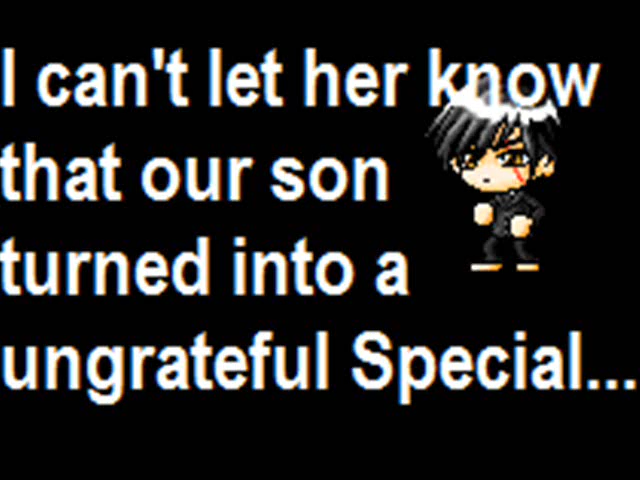 I can't let her know
that our son
turned into a
ungrateful Special...